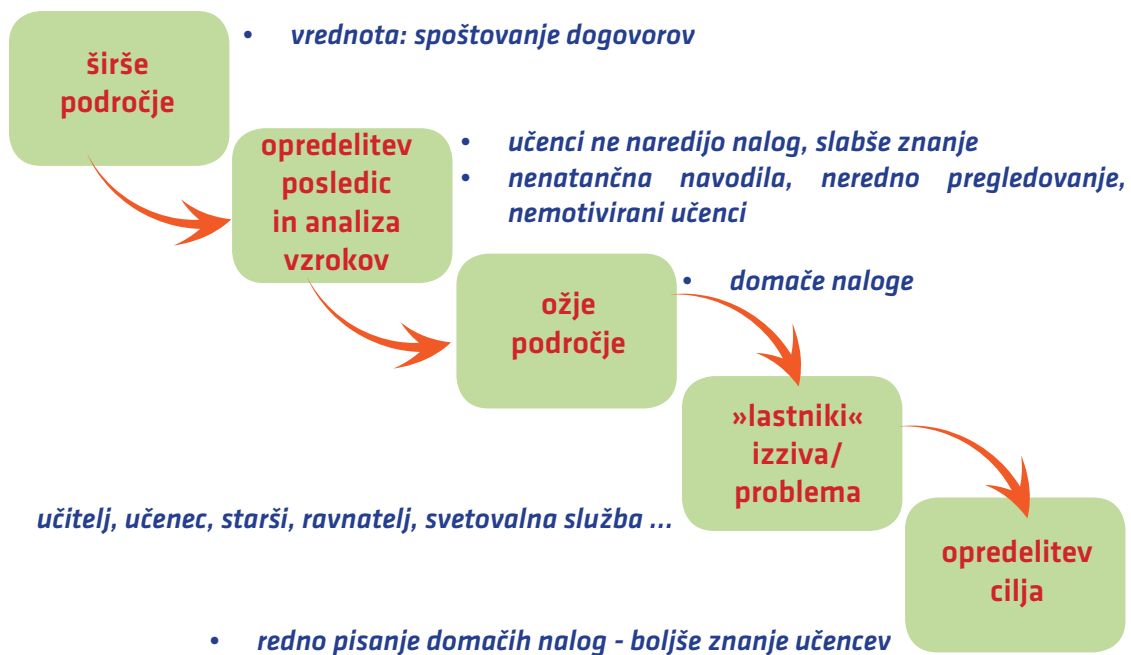 širše
področje
• vrednota: spoštovanje dogovorov
opredelitev
posledic
in analiza
vzrokov
• učenci ne naredijo nalog, slabše znanje
• nenatančna navodila, neredno pregledovanje,
nemotivirani učenci
ožje
področje
• domače naloge
»lastniki«
izziva/
problema
učitelj, učenec, starši, ravnatelj, svetovalna služba ...
opredelitev
cilja
• redno pisanje domačih nalog - boljše znanje učencev